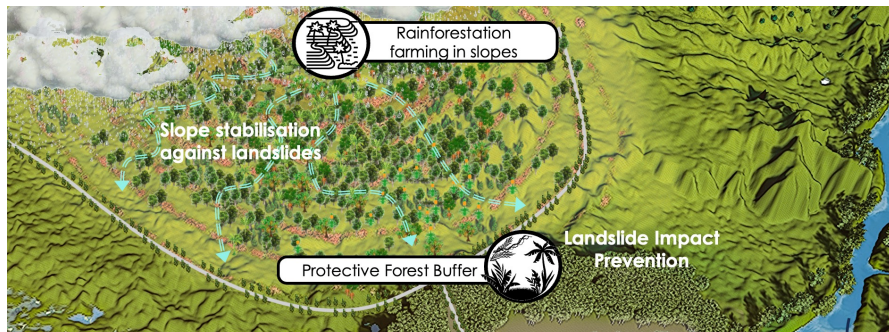 Rainforestation
farming in slopes
Slope stabilisation
against landslides
Landslide Impact
Prevention
Protective Forest Buffer